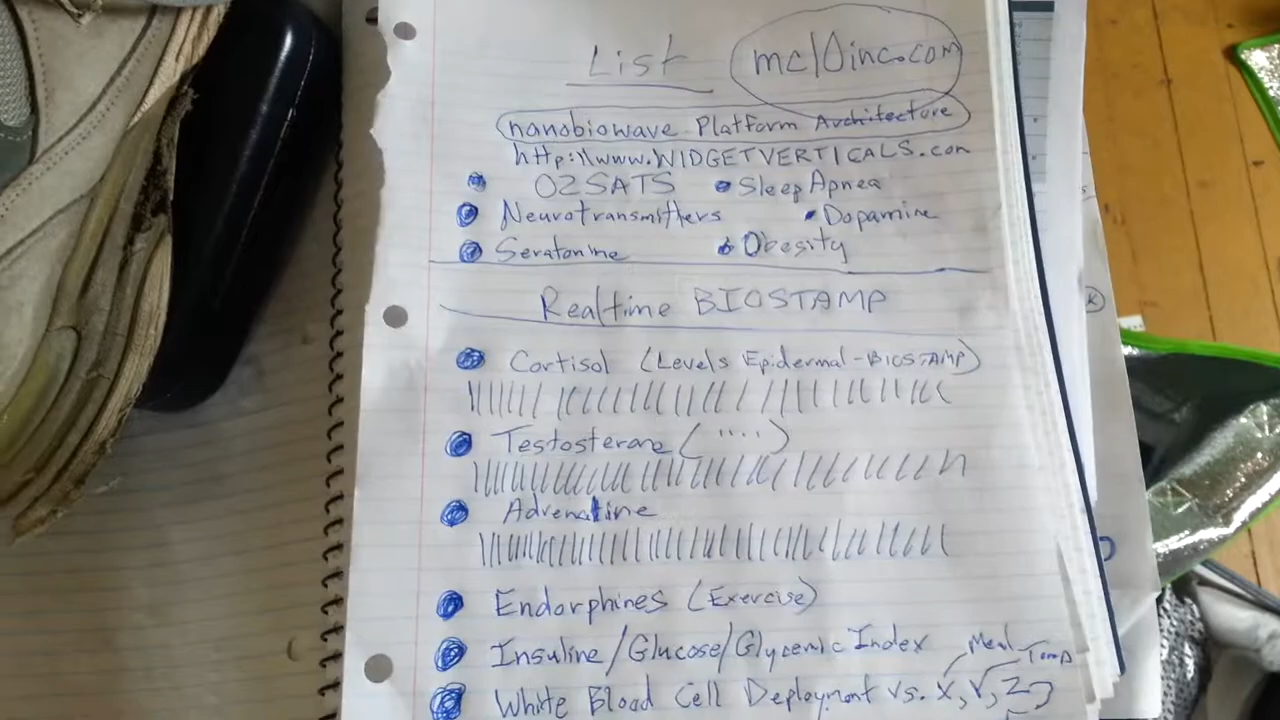 List mc10inc.com
nanobiowave Platform Architecture
http:\\www.WIDGETVERTICALS.com
O2SATS • Sleep Apnea
Neurotransmitters • Dopamine
Seratonine • Obesity
Realtime BIOSTAMP
Cortisol (Levels Epidermal-BIOSTAMP)
Testosterone (".."..)
Adrenaline
Endorphines (Exercise)
Insuline/Glucose/Glycemic Index Meal Temp
White Blood Cell Deployment vs. X, Y, Z